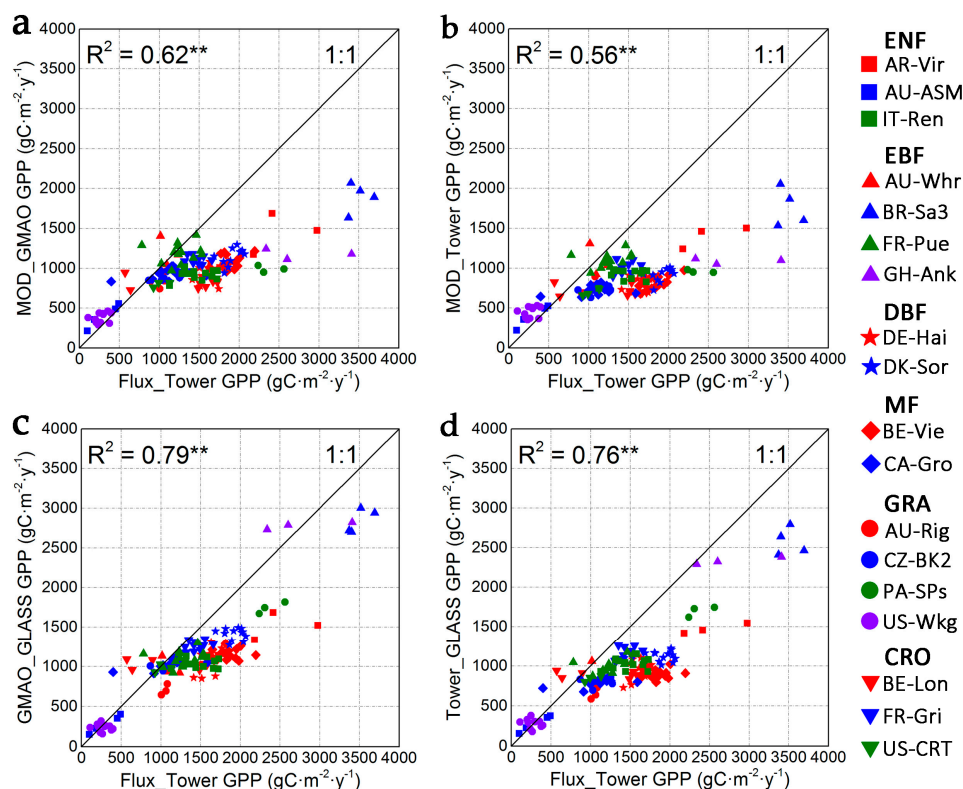 a
R² = 0.62**
1:1
MOD_GMAO GPP (gC·m⁻²·y⁻¹)
4000
3500
3000
2500
2000
1500
1000
500
0
0 500 1000 1500 2000 2500 3000 3500 4000
Flux_Tower GPP (gC·m⁻²·y⁻¹)
b
R² = 0.56**
1:1
MOD_Tower GPP (gC·m⁻²·y⁻¹)
4000
3500
3000
2500
2000
1500
1000
500
0
0 500 1000 1500 2000 2500 3000 3500 4000
Flux_Tower GPP (gC·m⁻²·y⁻¹)
c
R² = 0.79**
1:1
GMAO_GLASS GPP (gC·m⁻²·y⁻¹)
4000
3500
3000
2500
2000
1500
1000
500
0
0 500 1000 1500 2000 2500 3000 3500 4000
Flux_Tower GPP (gC·m⁻²·y⁻¹)
d
R² = 0.76**
1:1
Tower_GLASS GPP (gC·m⁻²·y⁻¹)
4000
3500
3000
2500
2000
1500
1000
500
0
0 500 1000 1500 2000 2500 3000 3500 4000
Flux_Tower GPP (gC·m⁻²·y⁻¹)
ENF
AR-Vir
AU-ASM
IT-Ren
EBF
AU-Whr
BR-Sa3
FR-Pue
GH-Ank
DBF
DE-Hai
DK-Sor
MF
BE-Vie
CA-Gro
GRA
AU-Rig
CZ-BK2
PA-SPs
US-Wkg
CRO
BE-Lon
FR-Gri
US-CRT